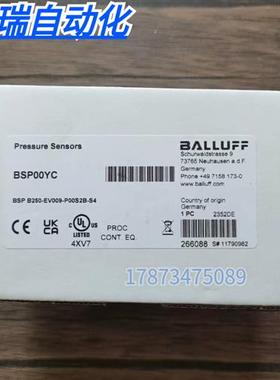 瑞自动化
Pressure Sensors
BALLUFF
Schurwaldstrasse 9
73765 Neuhausen a.d.F.
Germany
Phone +49 7158 173-0
www.balluff.com
BSP00YC
BSP B250-EV009-P00S2B-S4
Country of origin
Germany
1 PC 2352DE
CE UK CA UL US LISTED
4XV7
PROC
CONT. EQ.
266088 S# 11790982
17873475089